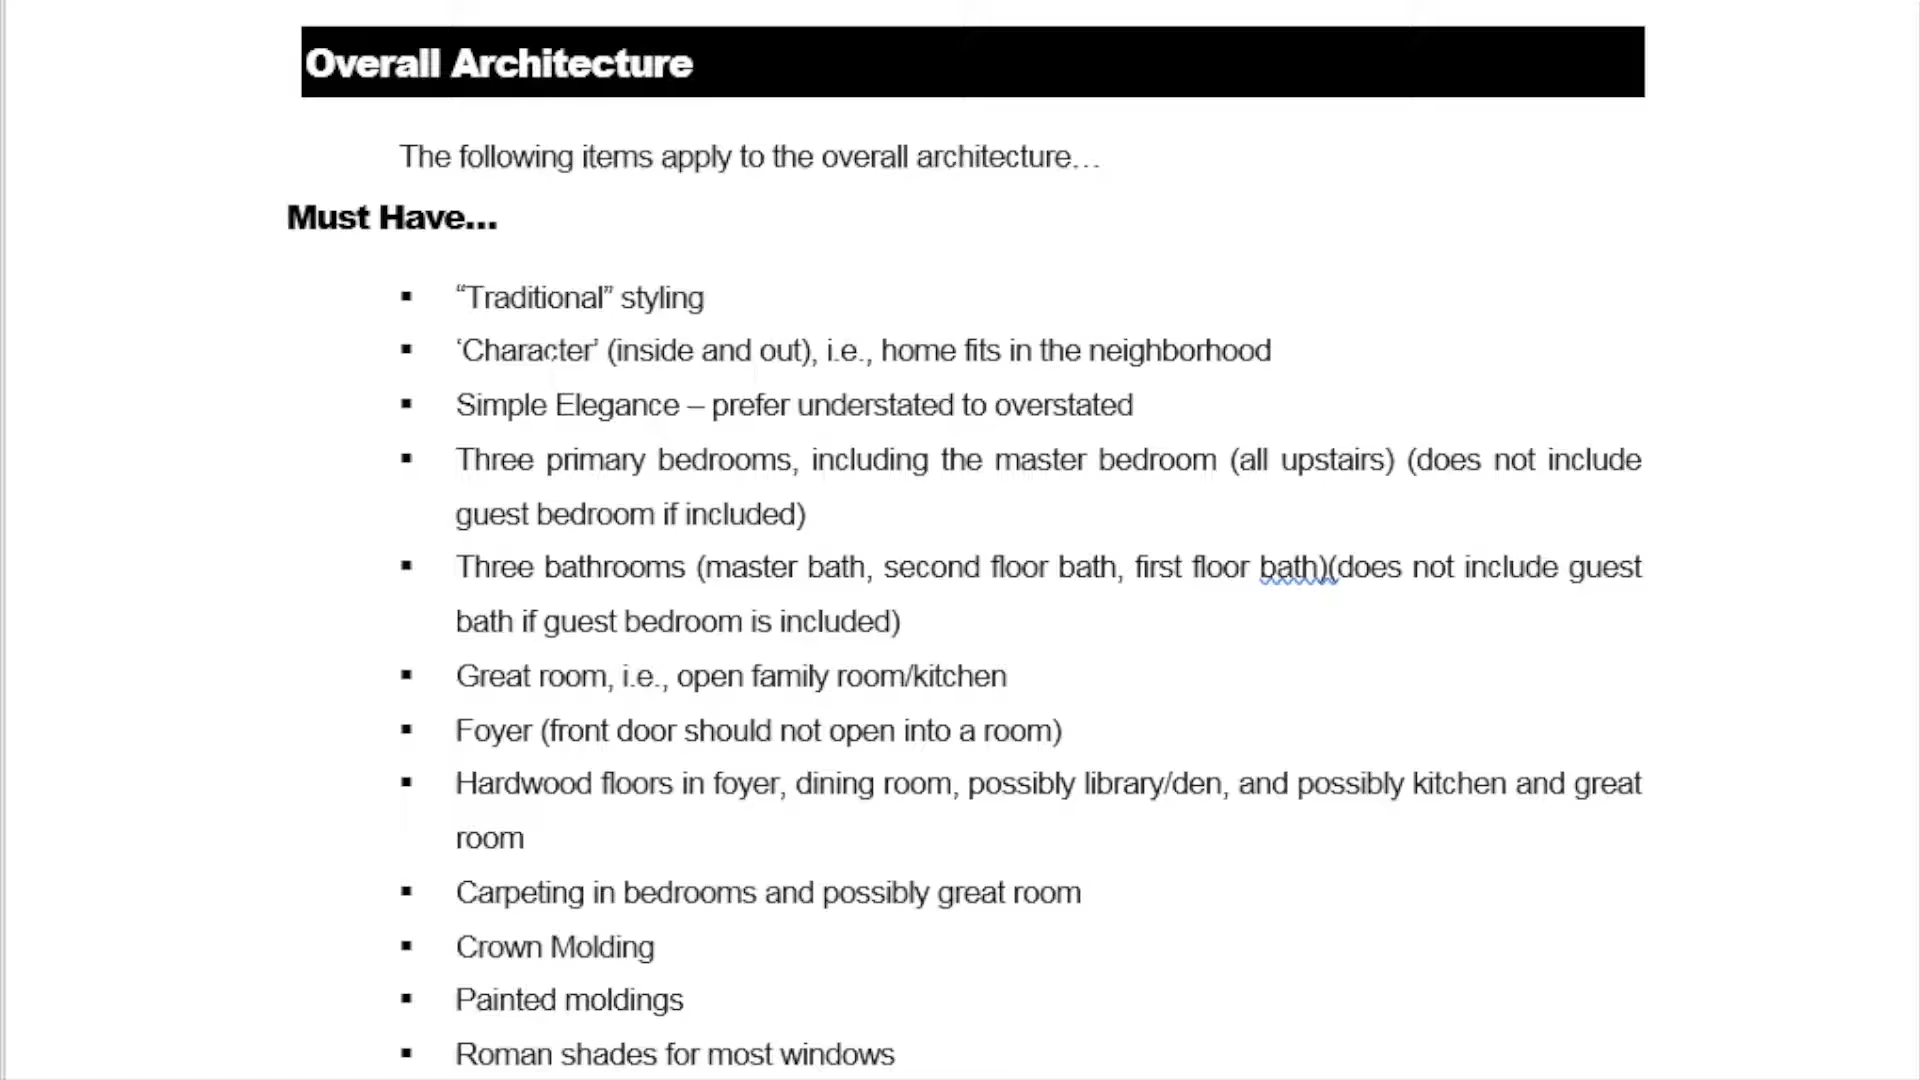 Overall Architecture
The following items apply to the overall architecture…
Must Have...
▪ “Traditional” styling
▪ ‘Character’ (inside and out), i.e., home fits in the neighborhood
▪ Simple Elegance – prefer understated to overstated
▪ Three primary bedrooms, including the master bedroom (all upstairs) (does not include
guest bedroom if included)
▪ Three bathrooms (master bath, second floor bath, first floor bath)(does not include guest
bath if guest bedroom is included)
▪ Great room, i.e., open family room/kitchen
▪ Foyer (front door should not open into a room)
▪ Hardwood floors in foyer, dining room, possibly library/den, and possibly kitchen and great
room
▪ Carpeting in bedrooms and possibly great room
▪ Crown Molding
▪ Painted moldings
▪ Roman shades for most windows